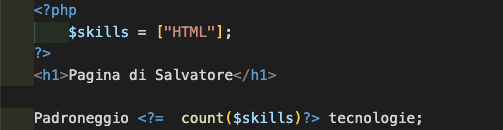 <?php
$skills = ["HTML"];
?>
<h1>Pagina di Salvatore</h1>
Padroneggio <?=  count($skills)?> tecnologie;